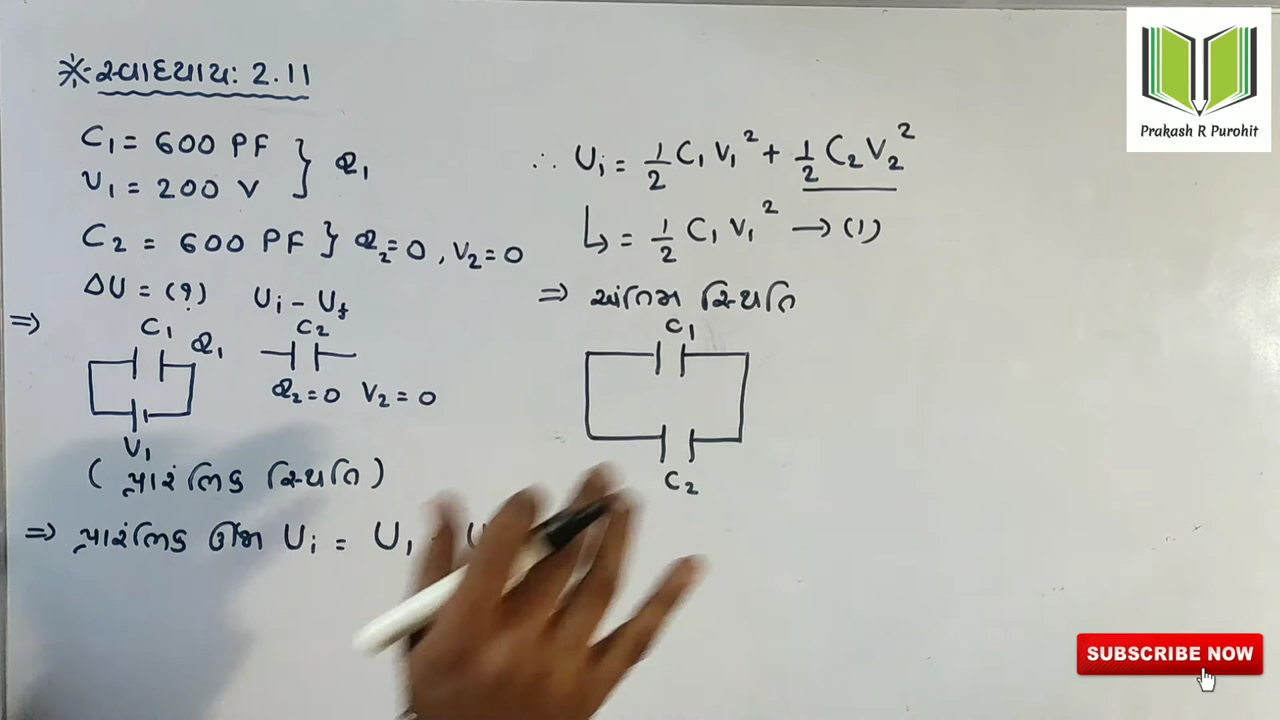 ※ સ્વાધ્યાય: 2.11
C1 = 600 PF
V1 = 200 V } Q1
C2 = 600 PF } Q2 = 0, V2 = 0
ΔU = (?) Ui - Uf
⇒ C1 Q1 C2
Q2 = 0 V2 = 0
V1
(પ્રારંભિક સ્થિતિ)
⇒ પ્રારંભિક ઊર્જા Ui = U1
∴ Ui = 1/2 C1 V1² + 1/2 C2 V2²
↳ = 1/2 C1 V1² → (1)
⇒ અંતિમ સ્થિતિ
C1
C2
Prakash R Purohit
SUBSCRIBE NOW